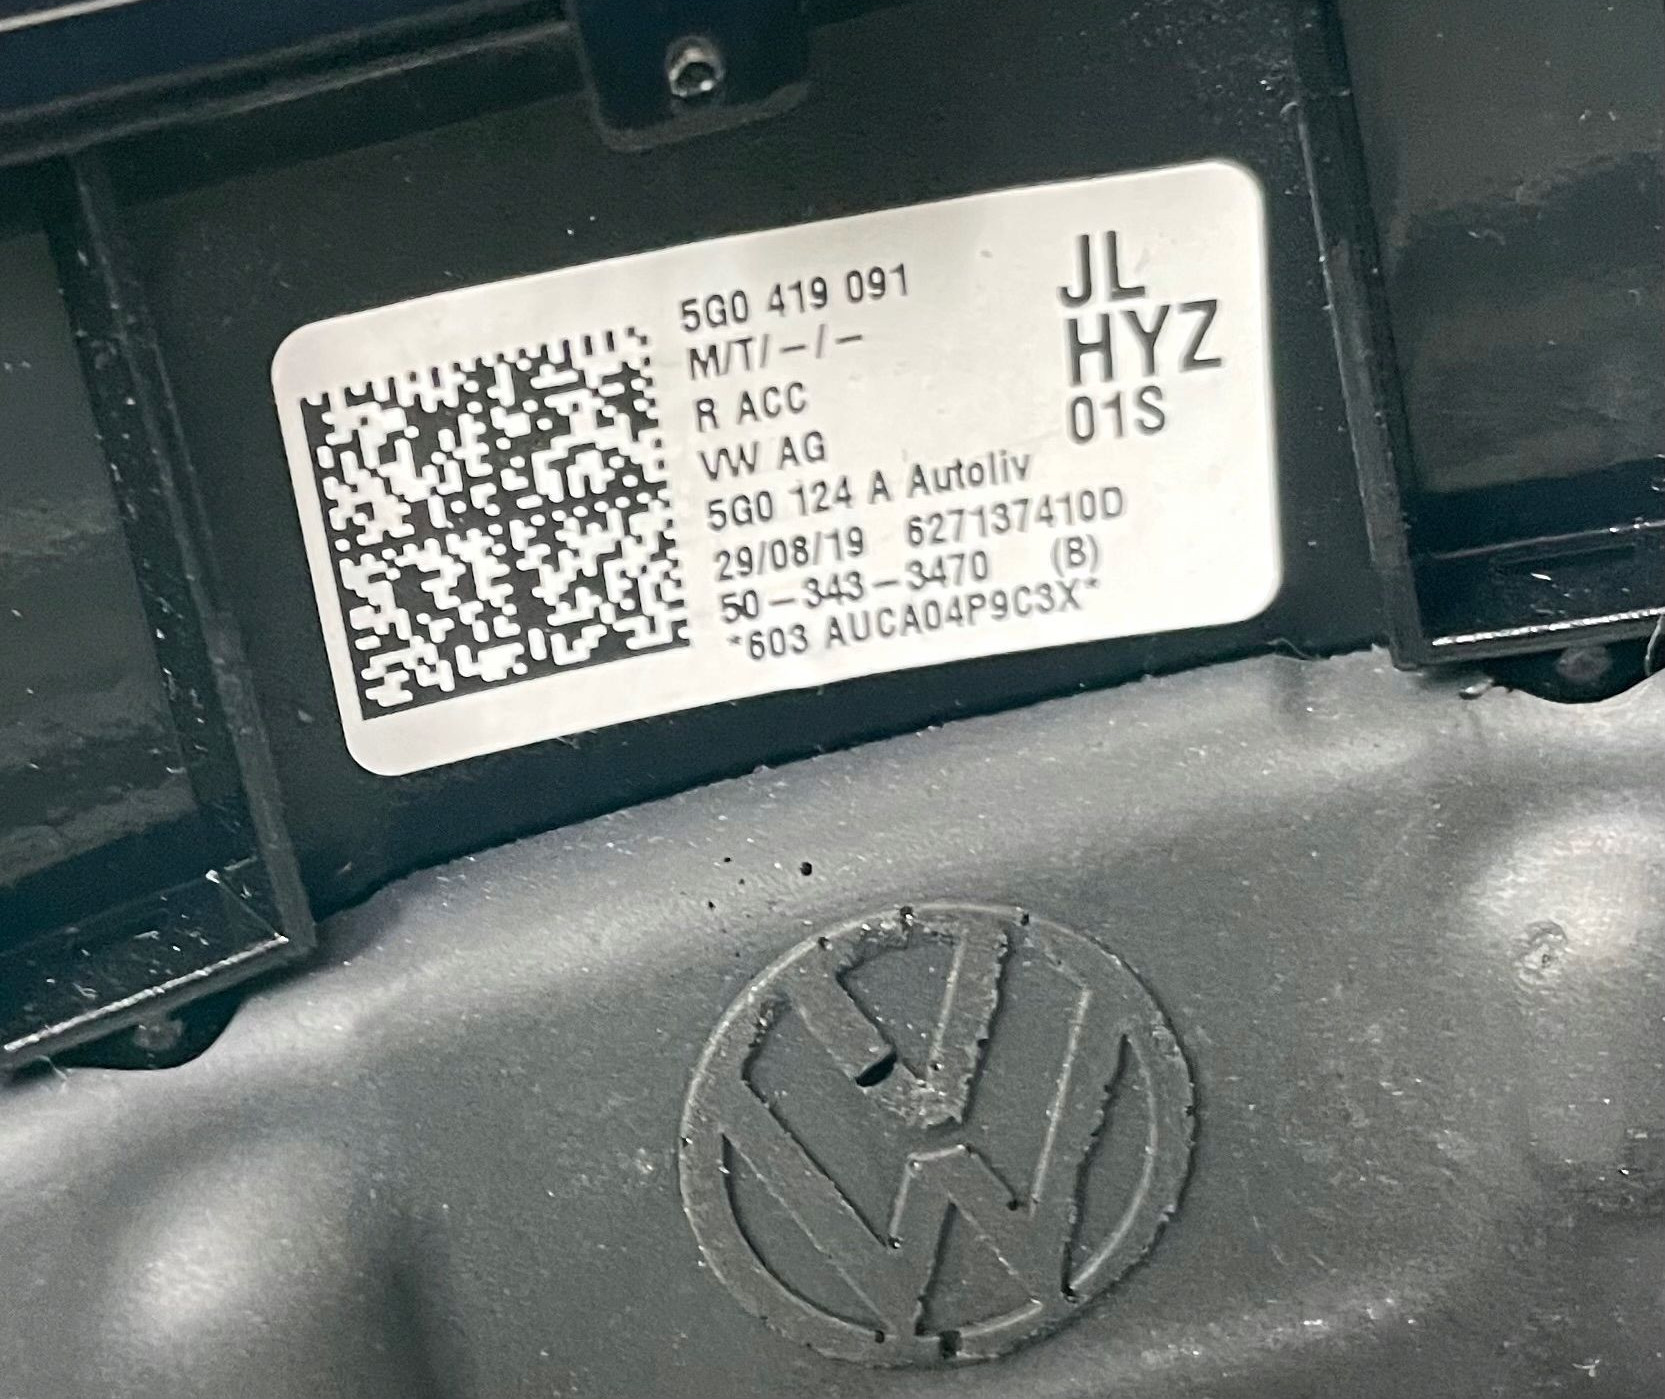 5G0 419 091
M/T/-/-
R ACC
VW AG
5G0 124 A Autoliv
29/08/19 627137410D
50-343-3470 (B)
*603 AUCA04P9C3X*
JL
HYZ
01S
VW